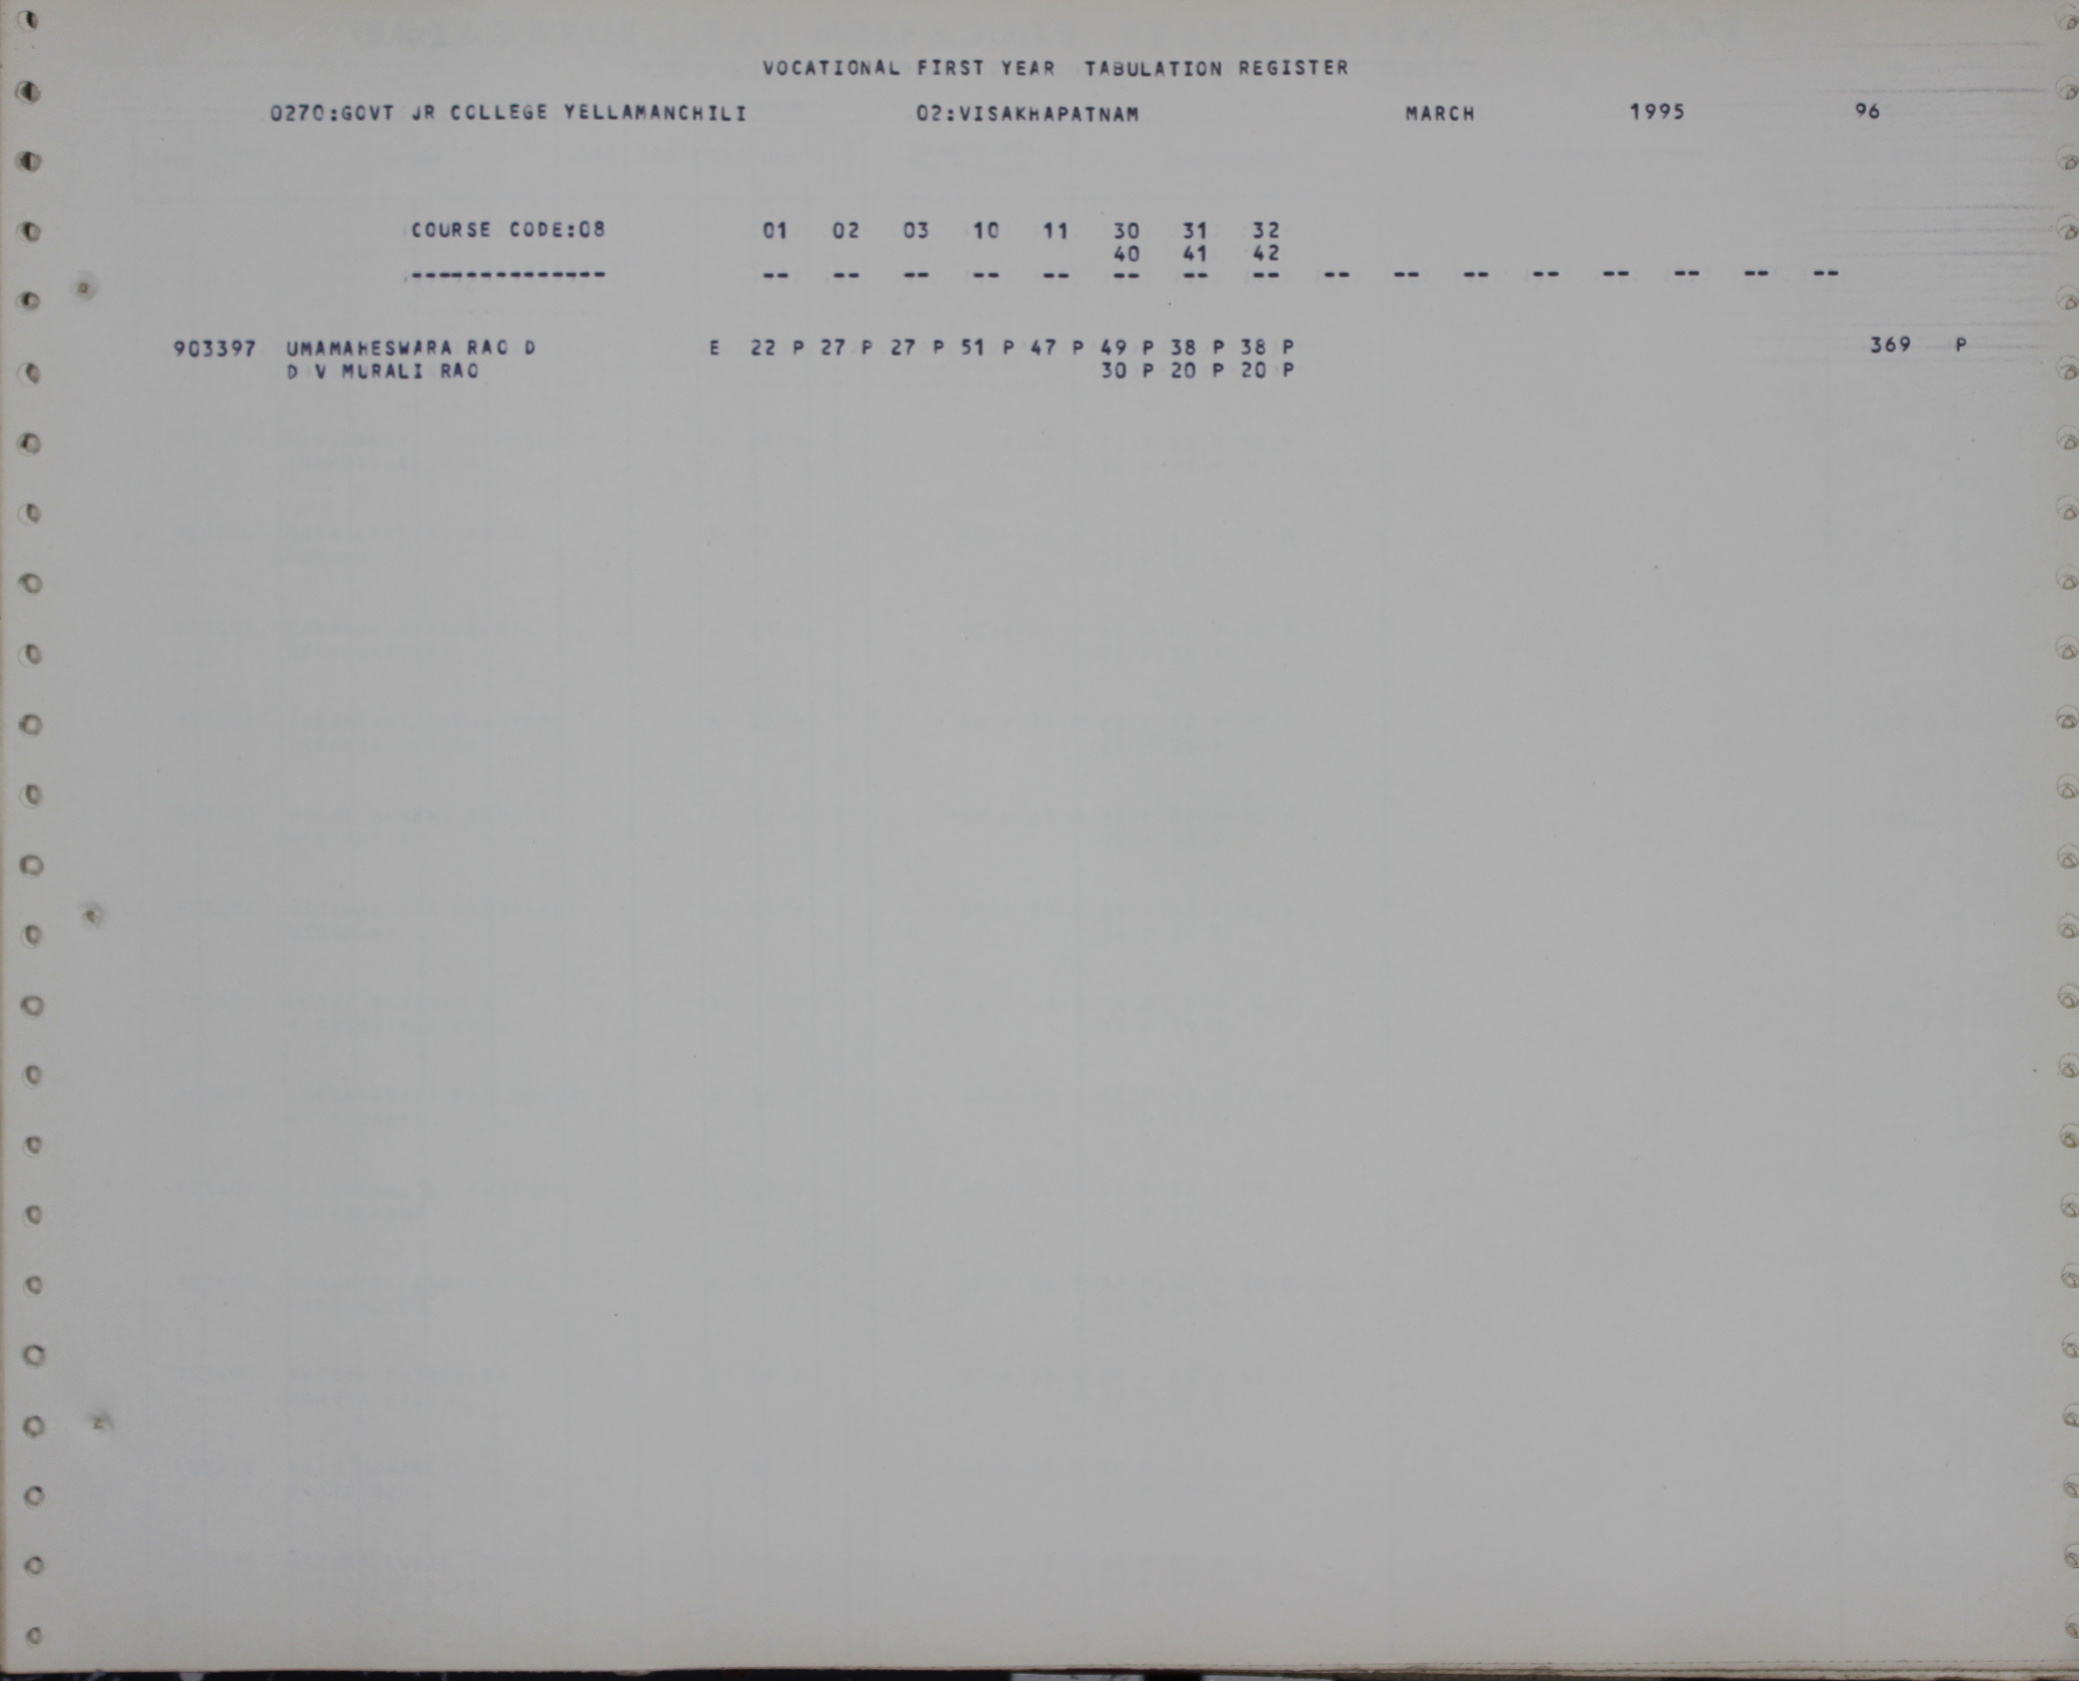 VOCATIONAL FIRST YEAR TABULATION REGISTER
0270:GOVT JR COLLEGE YELLAMANCHILI 02:VISAKHAPATNAM MARCH 1995 96
COURSE CODE:08 01 02 03 10 11 30 31 32
40 41 42
-------------- -- -- -- -- -- -- -- -- -- -- -- -- -- -- -- --
903397 UMAMAHESWARA RAO D E 22 P 27 P 27 P 51 P 47 P 49 P 38 P 38 P 369 P
D V MURALI RAO 30 P 20 P 20 P